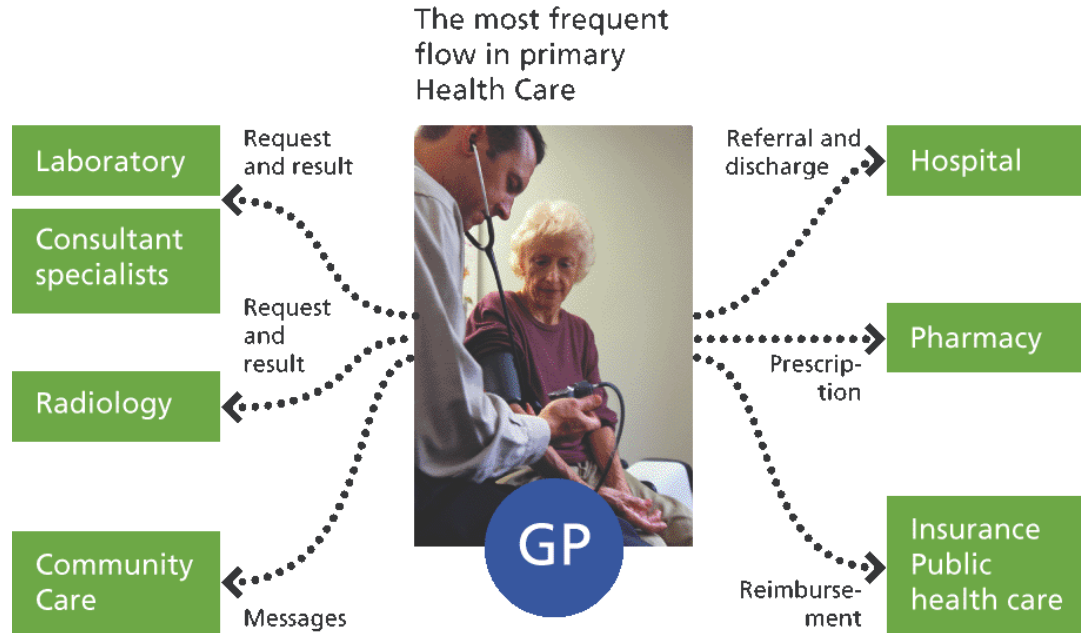 The most frequent
flow in primary
Health Care
Laboratory
Request
and result
Consultant
specialists
Request
and
result
Radiology
Community
Care
Messages
GP
Referral and
discharge
Hospital
Pharmacy
Prescrip-
tion
Insurance
Public
health care
Reimburse-
ment